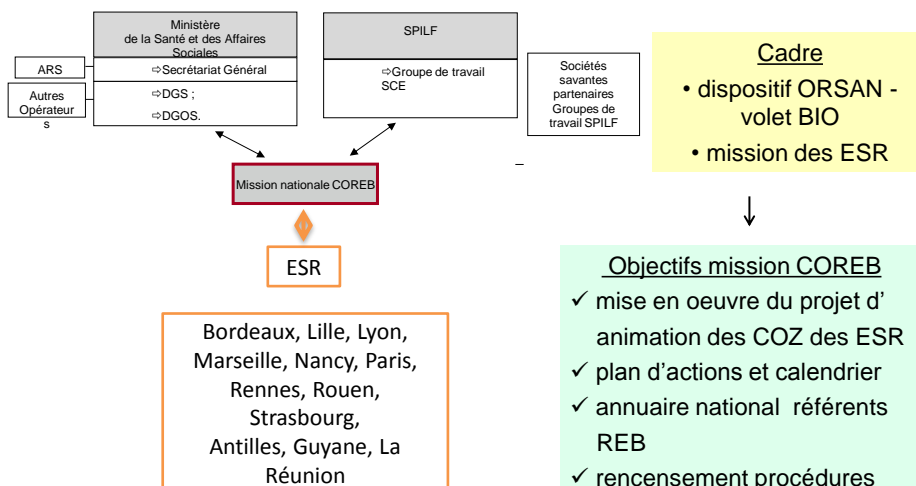 Ministère
de la Santé et des Affaires
Sociales
⇨Secrétariat Général
⇨DGS ;
⇨DGOS.
ARS
Autres
Opérateur
s
SPILF
⇨Groupe de travail
SCE
Sociétés
savantes
partenaires
Groupes de
travail SPILF
–
Mission nationale COREB
ESR
Bordeaux, Lille, Lyon,
Marseille, Nancy, Paris,
Rennes, Rouen,
Strasbourg,
Antilles, Guyane, La
Réunion
Cadre
• dispositif ORSAN -
volet BIO
• mission des ESR
Objectifs mission COREB
✓ mise en oeuvre du projet d’
animation des COZ des ESR
✓ plan d’actions et calendrier
✓ annuaire national référents
REB
✓ rencensement procédures